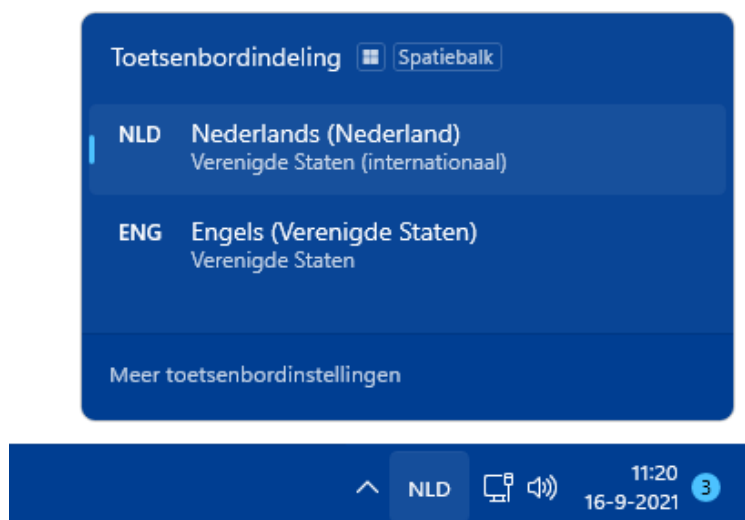 Toetsenbordindeling Spatiebalk
NLD Nederlands (Nederland)
Verenigde Staten (internationaal)
ENG Engels (Verenigde Staten)
Verenigde Staten
Meer toetsenbordinstellingen
NLD 11:20
16-9-2021 3